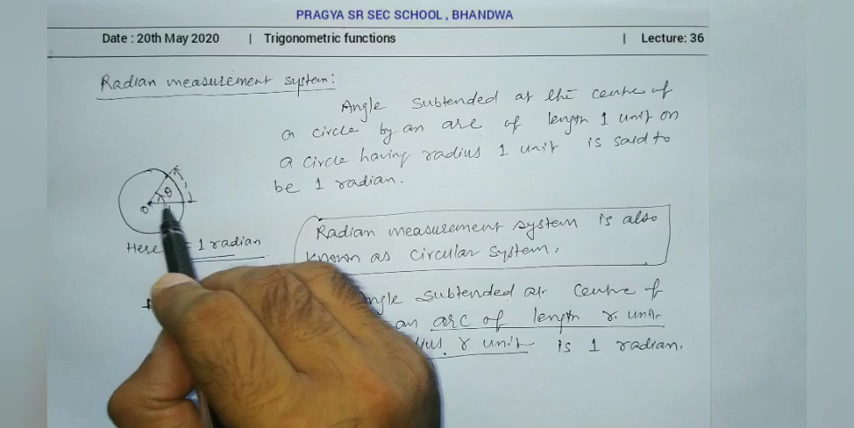 PRAGYA SR SEC SCHOOL, BHANDWA
Date : 20th May 2020 | Trigonometric functions | Lecture: 36
Radian measurement system:
Angle subtended at the centre of
a circle by an arc of length 1 unit on
a circle having radius 1 unit is said to
be 1 radian.
θ
O
Here = 1 radian
Radian measurement system is also
known as circular system.
Angle subtended at centre of
an arc of length r unit
r unit is 1 radian.